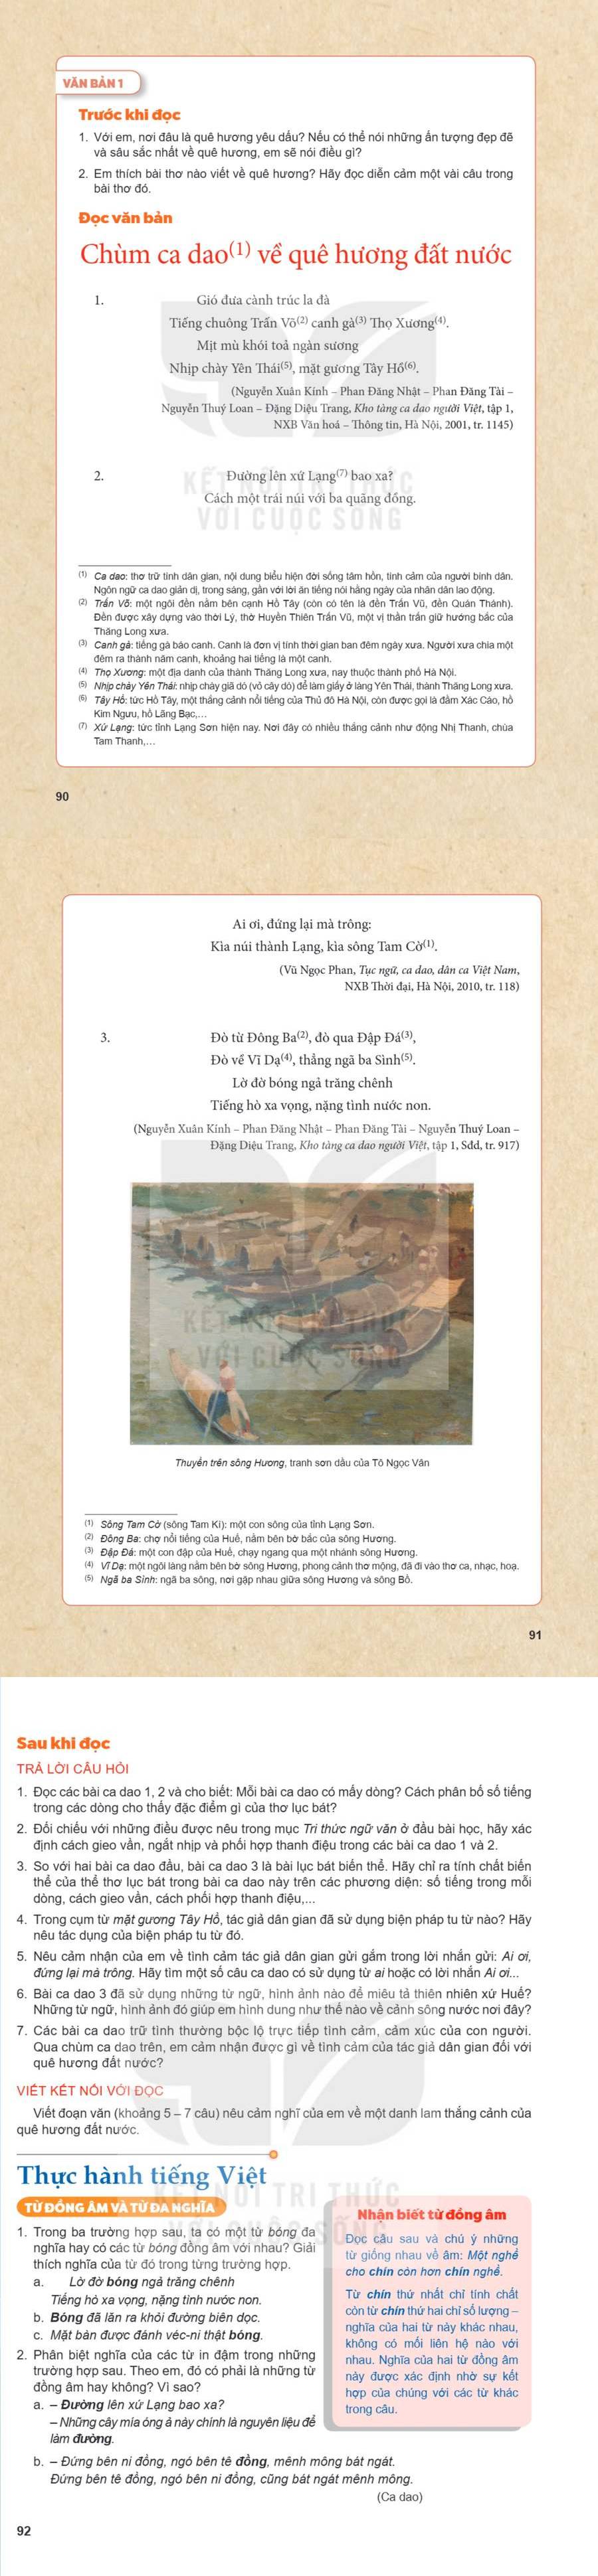 VĂN BẢN 1
Trước khi đọc
1. Với em, nơi đâu là quê hương yêu dấu? Nếu có thể nói những ấn tượng đẹp đẽ
và sâu sắc nhất về quê hương, em sẽ nói điều gì?
2. Em thích bài thơ nào viết về quê hương? Hãy đọc diễn cảm một vài câu trong
bài thơ đó.
Đọc văn bản
Chùm ca dao(1) về quê hương đất nước
1. Gió đưa cành trúc la đà
Tiếng chuông Trấn Võ(2) canh gà(3) Thọ Xương(4).
Mịt mù khói toả ngàn sương
Nhịp chày Yên Thái(5), mặt gương Tây Hồ(6).
(Nguyễn Xuân Kính – Phan Đăng Nhật – Phan Đăng Tài –
Nguyễn Thuý Loan – Đặng Diệu Trang, Kho tàng ca dao người Việt, tập 1,
NXB Văn hoá – Thông tin, Hà Nội, 2001, tr. 1145)
2. Đường lên xứ Lạng(7) bao xa?
Cách một trái núi với ba quãng đồng.
KẾT NỐI TRI THỨC
VỚI CUỘC SỐNG
(1) Ca dao: thơ trữ tình dân gian, nội dung biểu hiện đời sống tâm hồn, tình cảm của người bình dân.
Ngôn ngữ ca dao giản dị, trong sáng, gần với lời ăn tiếng nói hằng ngày của nhân dân lao động.
(2) Trấn Võ: một ngôi đền nằm bên cạnh Hồ Tây (còn có tên là đền Trấn Vũ, đền Quán Thánh).
Đền được xây dựng vào thời Lý, thờ Huyền Thiên Trấn Vũ, một vị thần trấn giữ hướng bắc của
Thăng Long xưa.
(3) Canh gà: tiếng gà báo canh. Canh là đơn vị tính thời gian ban đêm ngày xưa. Người xưa chia một
đêm ra thành năm canh, khoảng hai tiếng là một canh.
(4) Thọ Xương: một địa danh của thành Thăng Long xưa, nay thuộc thành phố Hà Nội.
(5) Nhịp chày Yên Thái: nhịp chày giã dó (vỏ cây dó) để làm giấy ở làng Yên Thái, thành Thăng Long xưa.
(6) Tây Hồ: tức Hồ Tây, một thắng cảnh nổi tiếng của Thủ đô Hà Nội, còn được gọi là đầm Xác Cáo, hồ
Kim Ngưu, hồ Lãng Bạc,...
(7) Xứ Lạng: tức tỉnh Lạng Sơn hiện nay. Nơi đây có nhiều thắng cảnh như động Nhị Thanh, chùa
Tam Thanh,...
90
Ai ơi, đứng lại mà trông:
Kìa núi thành Lạng, kìa sông Tam Cờ(1).
(Vũ Ngọc Phan, Tục ngữ, ca dao, dân ca Việt Nam,
NXB Thời đại, Hà Nội, 2010, tr. 118)
3. Đò từ Đông Ba(2), đò qua Đập Đá(3),
Đò về Vĩ Dạ(4), thẳng ngã ba Sình(5).
Lờ đờ bóng ngả trăng chênh
Tiếng hò xa vọng, nặng tình nước non.
(Nguyễn Xuân Kính – Phan Đăng Nhật – Phan Đăng Tài – Nguyễn Thuý Loan –
Đặng Diệu Trang, Kho tàng ca dao người Việt, tập 1, Sđd, tr. 917)
KẾT NỐI TRI THỨC
VỚI CUỘC SỐNG
Thuyền trên sông Hương, tranh sơn dầu của Tô Ngọc Vân
(1) Sông Tam Cờ (sông Tam Kì): một con sông của tỉnh Lạng Sơn.
(2) Đông Ba: chợ nổi tiếng của Huế, nằm bên bờ bắc của sông Hương.
(3) Đập Đá: một con đập của Huế, chạy ngang qua một nhánh sông Hương.
(4) Vĩ Dạ: một ngôi làng nằm bên bờ sông Hương, phong cảnh thơ mộng, đã đi vào thơ ca, nhạc, hoạ.
(5) Ngã ba Sình: ngã ba sông, nơi gặp nhau giữa sông Hương và sông Bồ.
91
Sau khi đọc
TRẢ LỜI CÂU HỎI
1. Đọc các bài ca dao 1, 2 và cho biết: Mỗi bài ca dao có mấy dòng? Cách phân bố số tiếng
trong các dòng cho thấy đặc điểm gì của thơ lục bát?
2. Đối chiếu với những điều được nêu trong mục Tri thức ngữ văn ở đầu bài học, hãy xác
định cách gieo vần, ngắt nhịp và phối hợp thanh điệu trong các bài ca dao 1 và 2.
3. So với hai bài ca dao đầu, bài ca dao 3 là bài lục bát biến thể. Hãy chỉ ra tính chất biến
thể của thể thơ lục bát trong bài ca dao này trên các phương diện: số tiếng trong mỗi
dòng, cách gieo vần, cách phối hợp thanh điệu,...
4. Trong cụm từ mặt gương Tây Hồ, tác giả dân gian đã sử dụng biện pháp tu từ nào? Hãy
nêu tác dụng của biện pháp tu từ đó.
5. Nêu cảm nhận của em về tình cảm tác giả dân gian gửi gắm trong lời nhắn gửi: Ai ơi,
đứng lại mà trông. Hãy tìm một số câu ca dao có sử dụng từ ai hoặc có lời nhắn Ai ơi...
6. Bài ca dao 3 đã sử dụng những từ ngữ, hình ảnh nào để miêu tả thiên nhiên xứ Huế?
Những từ ngữ, hình ảnh đó giúp em hình dung như thế nào về cảnh sông nước nơi đây?
7. Các bài ca dao trữ tình thường bộc lộ trực tiếp tình cảm, cảm xúc của con người.
Qua chùm ca dao trên, em cảm nhận được gì về tình cảm của tác giả dân gian đối với
quê hương đất nước?
VIẾT KẾT NỐI VỚI ĐỌC
Viết đoạn văn (khoảng 5 – 7 câu) nêu cảm nghĩ của em về một danh lam thắng cảnh của
quê hương đất nước.
Thực hành tiếng Việt
KẾT NỐI TRI THỨC
VỚI CUỘC SỐNG
TỪ ĐỒNG ÂM VÀ TỪ ĐA NGHĨA
1. Trong ba trường hợp sau, ta có một từ bóng đa
nghĩa hay có các từ bóng đồng âm với nhau? Giải
thích nghĩa của từ đó trong từng trường hợp.
a. Lờ đờ bóng ngả trăng chênh
Tiếng hò xa vọng, nặng tình nước non.
b. Bóng đã lăn ra khỏi đường biên dọc.
c. Mặt bàn được đánh véc-ni thật bóng.
2. Phân biệt nghĩa của các từ in đậm trong những
trường hợp sau. Theo em, đó có phải là những từ
đồng âm hay không? Vì sao?
a. – Đường lên xứ Lạng bao xa?
– Những cây mía óng ả này chính là nguyên liệu để
làm đường.
b. – Đứng bên ni đồng, ngó bên tê đồng, mênh mông bát ngát.
Đứng bên tê đồng, ngó bên ni đồng, cũng bát ngát mênh mông.
(Ca dao)
Nhận biết từ đồng âm
Đọc câu sau và chú ý những
từ giống nhau về âm: Một nghề
cho chín còn hơn chín nghề.
Từ chín thứ nhất chỉ tính chất
còn từ chín thứ hai chỉ số lượng –
nghĩa của hai từ này khác nhau,
không có mối liên hệ nào với
nhau. Nghĩa của hai từ đồng âm
này được xác định nhờ sự kết
hợp của chúng với các từ khác
trong câu.
92